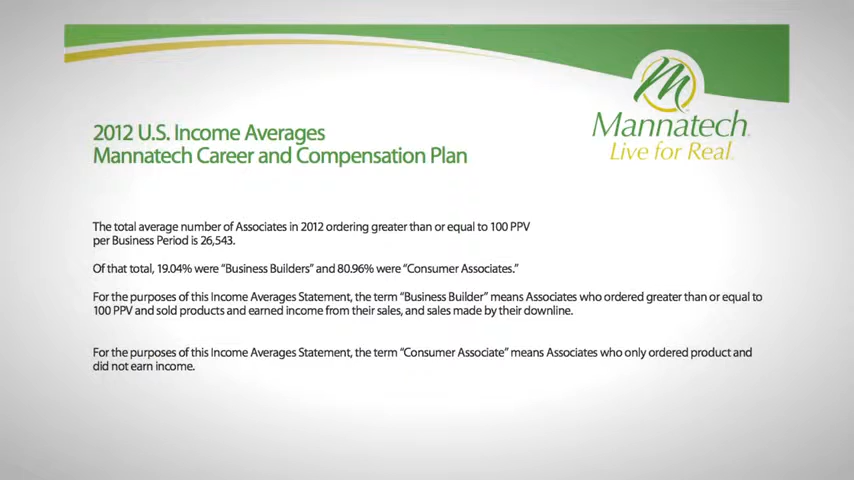 Mannatech
Live for Real.
2012 U.S. Income Averages
Mannatech Career and Compensation Plan
The total average number of Associates in 2012 ordering greater than or equal to 100 PPV
per Business Period is 26,543.
Of that total, 19.04% were “Business Builders” and 80.96% were “Consumer Associates.”
For the purposes of this Income Averages Statement, the term “Business Builder” means Associates who ordered greater than or equal to
100 PPV and sold products and earned income from their sales, and sales made by their downline.
For the purposes of this Income Averages Statement, the term “Consumer Associate” means Associates who only ordered product and
did not earn income.